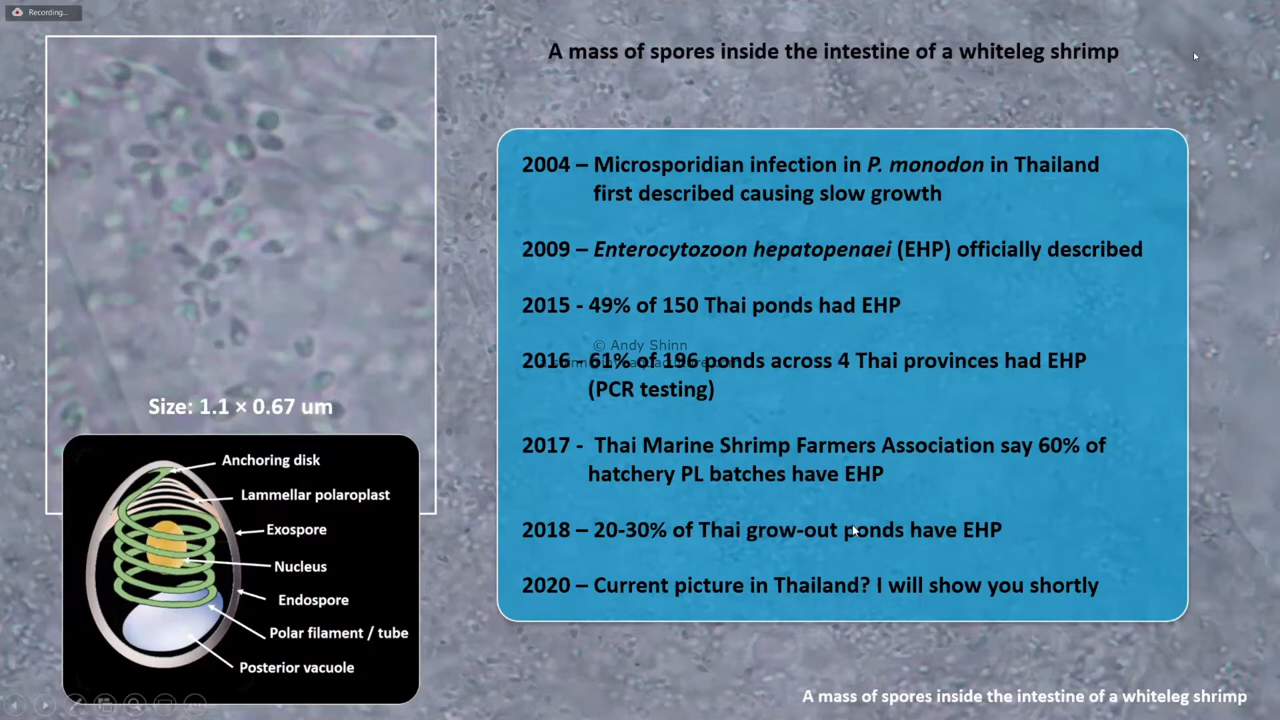 Recording...
A mass of spores inside the intestine of a whiteleg shrimp
2004 – Microsporidian infection in P. monodon in Thailand
first described causing slow growth
2009 – Enterocytozoon hepatopenaei (EHP) officially described
2015 - 49% of 150 Thai ponds had EHP
© Andy Shinn
2016 - 61% of 196 ponds across 4 Thai provinces had EHP
(PCR testing)
2017 - Thai Marine Shrimp Farmers Association say 60% of
hatchery PL batches have EHP
2018 – 20-30% of Thai grow-out ponds have EHP
2020 – Current picture in Thailand? I will show you shortly
Size: 1.1 × 0.67 um
Anchoring disk
Lammellar polaroplast
Exospore
Nucleus
Endospore
Polar filament / tube
Posterior vacuole
A mass of spores inside the intestine of a whiteleg shrimp